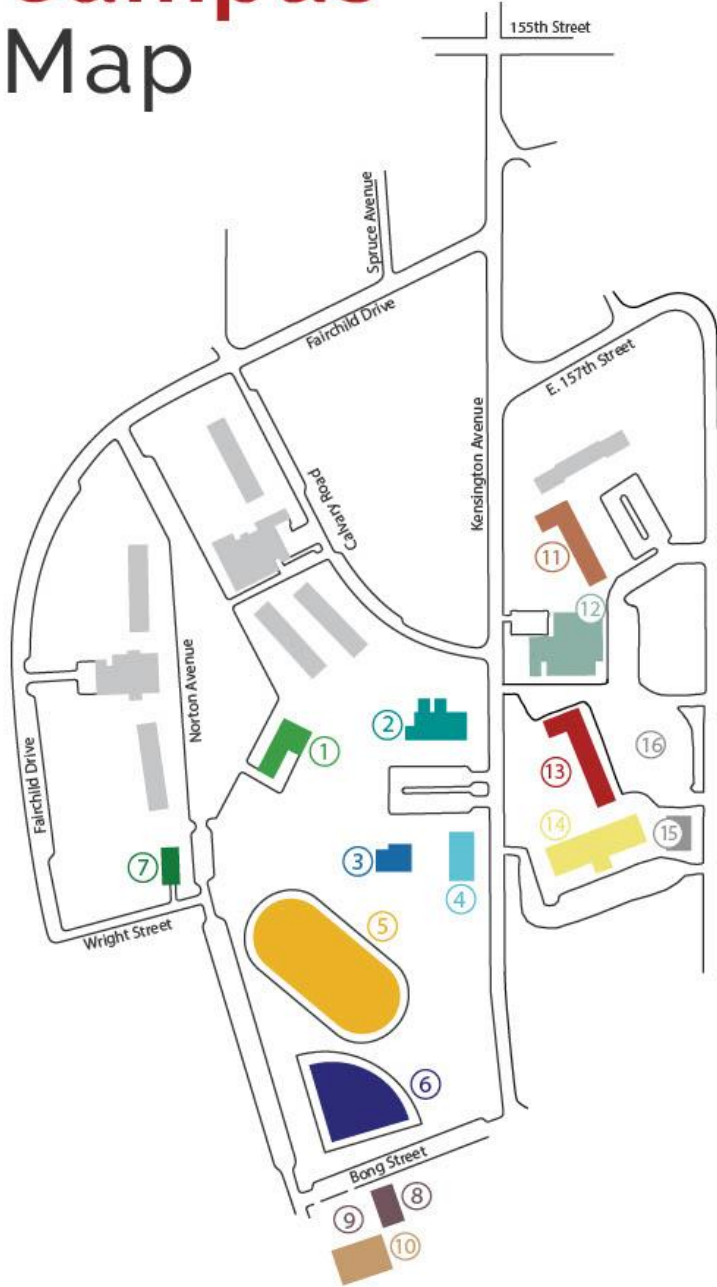 Map
155th Street
Spruce Avenue
Fairchild Drive
E. 157th Street
Kensington Avenue
Calvary Road
11
12
Norton Avenue
2
1
16
13
Fairchild Drive
14
15
3
7
4
5
Wright Street
6
Bong Street
8
9
10